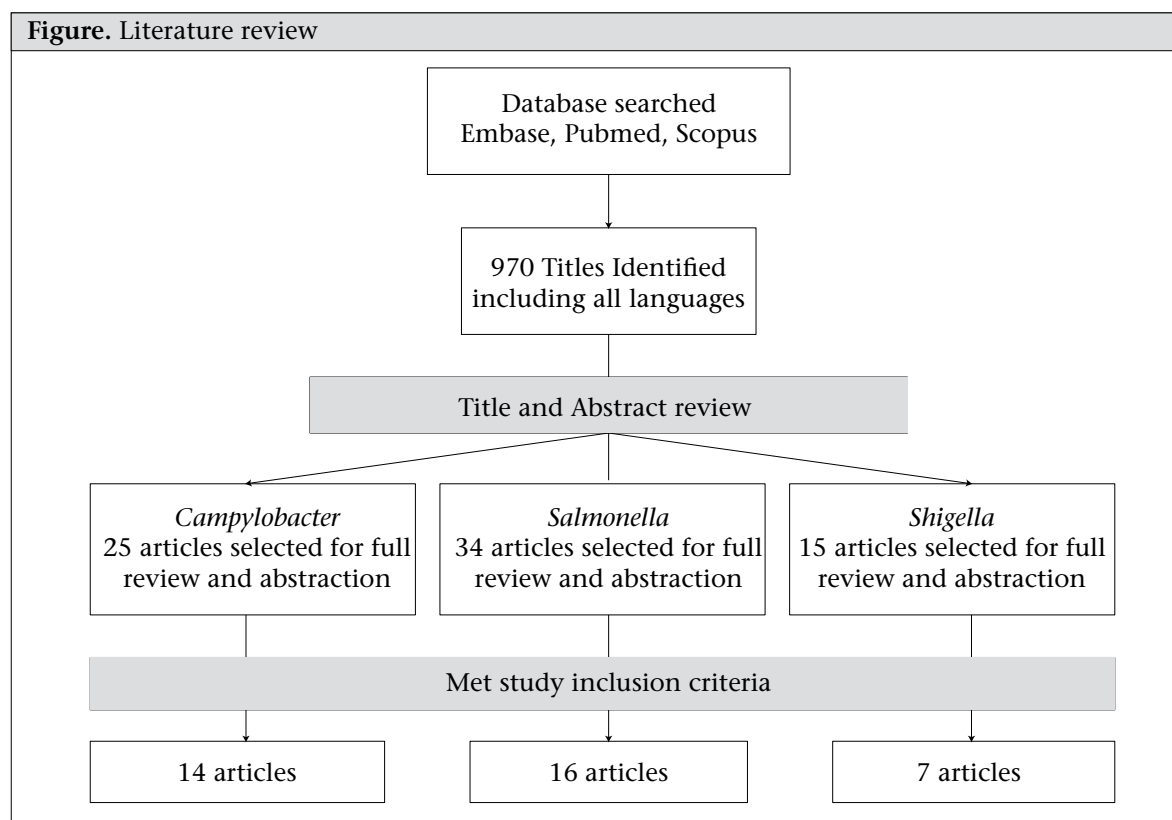 Figure. Literature review
Database searched
Embase, Pubmed, Scopus
970 Titles Identified
including all languages
Title and Abstract review
Campylobacter
25 articles selected for full
review and abstraction
Salmonella
34 articles selected for full
review and abstraction
Shigella
15 articles selected for full
review and abstraction
Met study inclusion criteria
14 articles
16 articles
7 articles